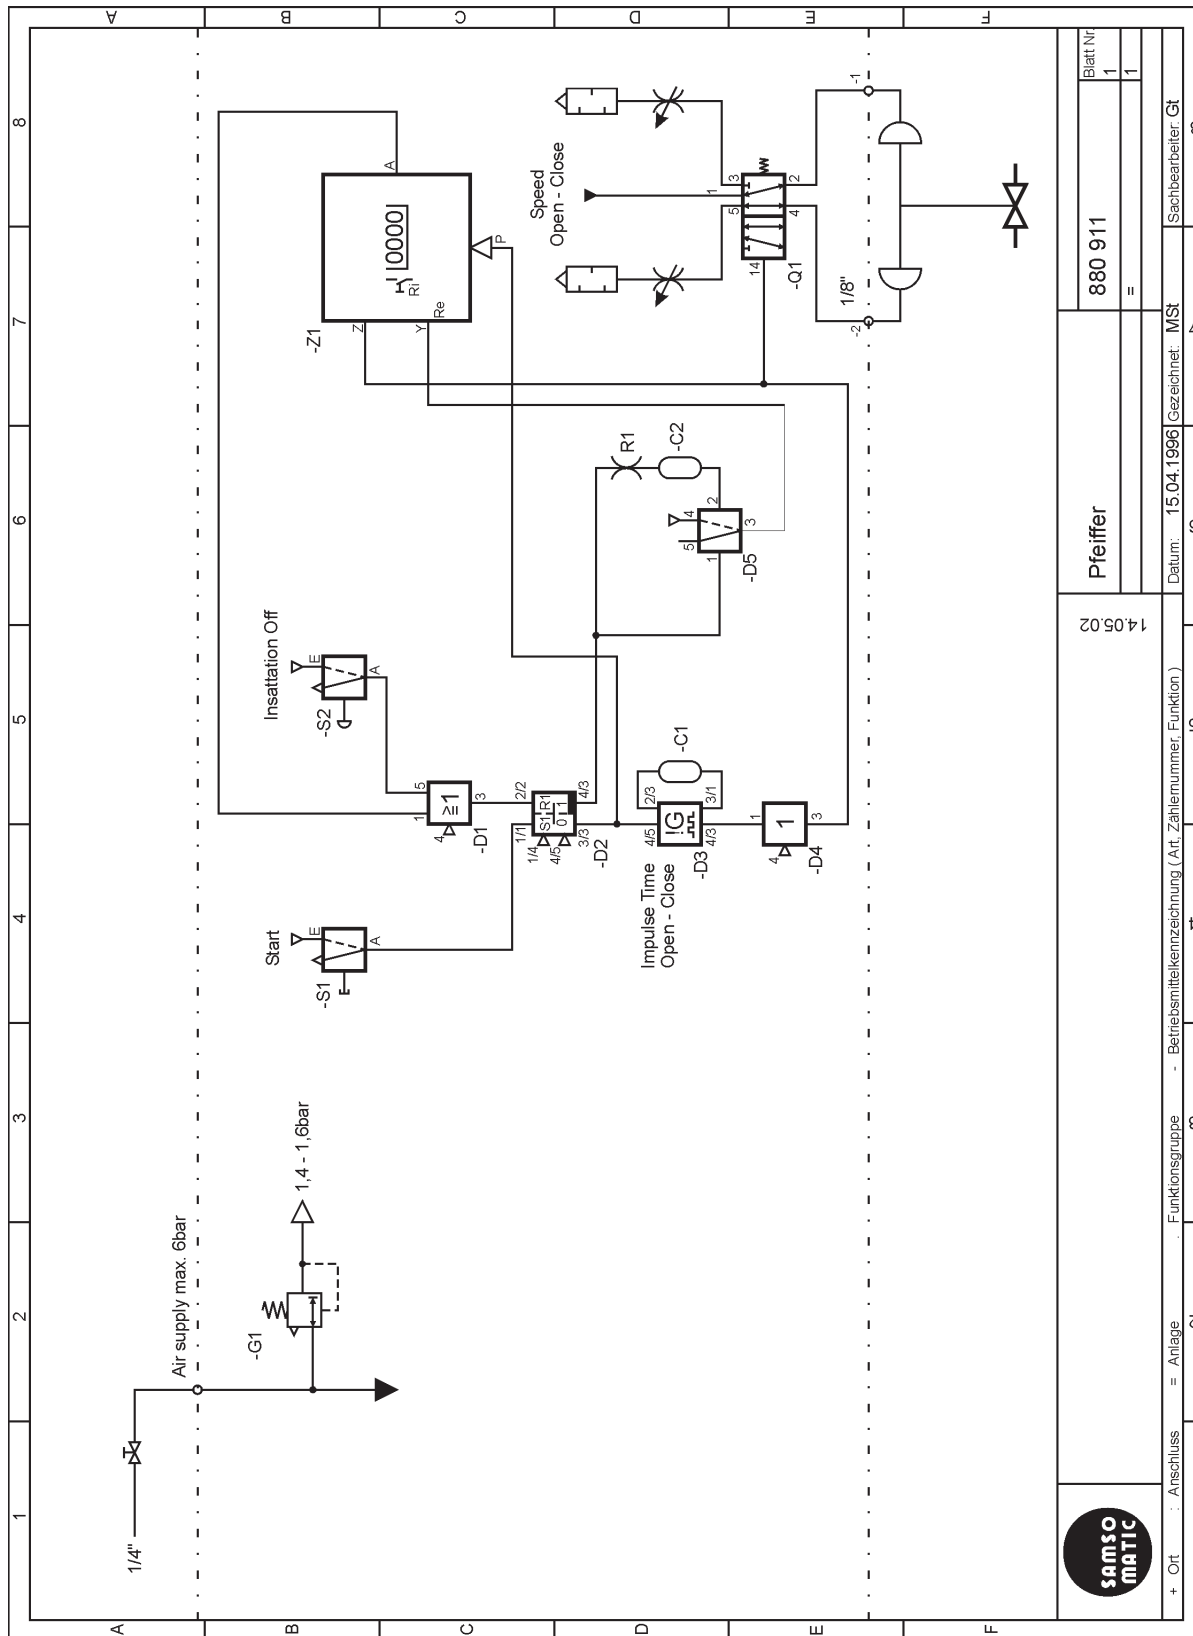 1 2 3 4 5 6 7 8
A
B
C
D
E
F
1/4"
Air supply max. 6bar
-G1
1,4 - 1,6bar
Start
-S1
E
A
Insattation Off
-S2
E
A
1 5
4
≥1
3
-D1
1/1 2/2
1/4
4/5
S1 R1
0 1
3/3 4/3
-D2
Impulse Time
Open - Close
4/5 2/3
!G
4/3 3/1
-D3
-C1
1
4
1
3
-D4
R1
-C2
5 4
1 2
3
-D5
-Z1
Z
Y
Re
Ri
0000
A
P
Speed
Open - Close
5 1 3
14
4 2
-Q1
1/8"
-2
-1
SAMSO
MATIC
14.05.02
Pfeiffer
880 911
=
Blatt Nr.
1
1
+ Ort : Anschluss = Anlage . Funktionsgruppe - Betriebsmittelkennzeichnung ( Art, Zählernummer, Funktion )
Datum: 15.04.1996 Gezeichnet: MSt Sachbearbeiter: Gt
A
B
C
D
E
F